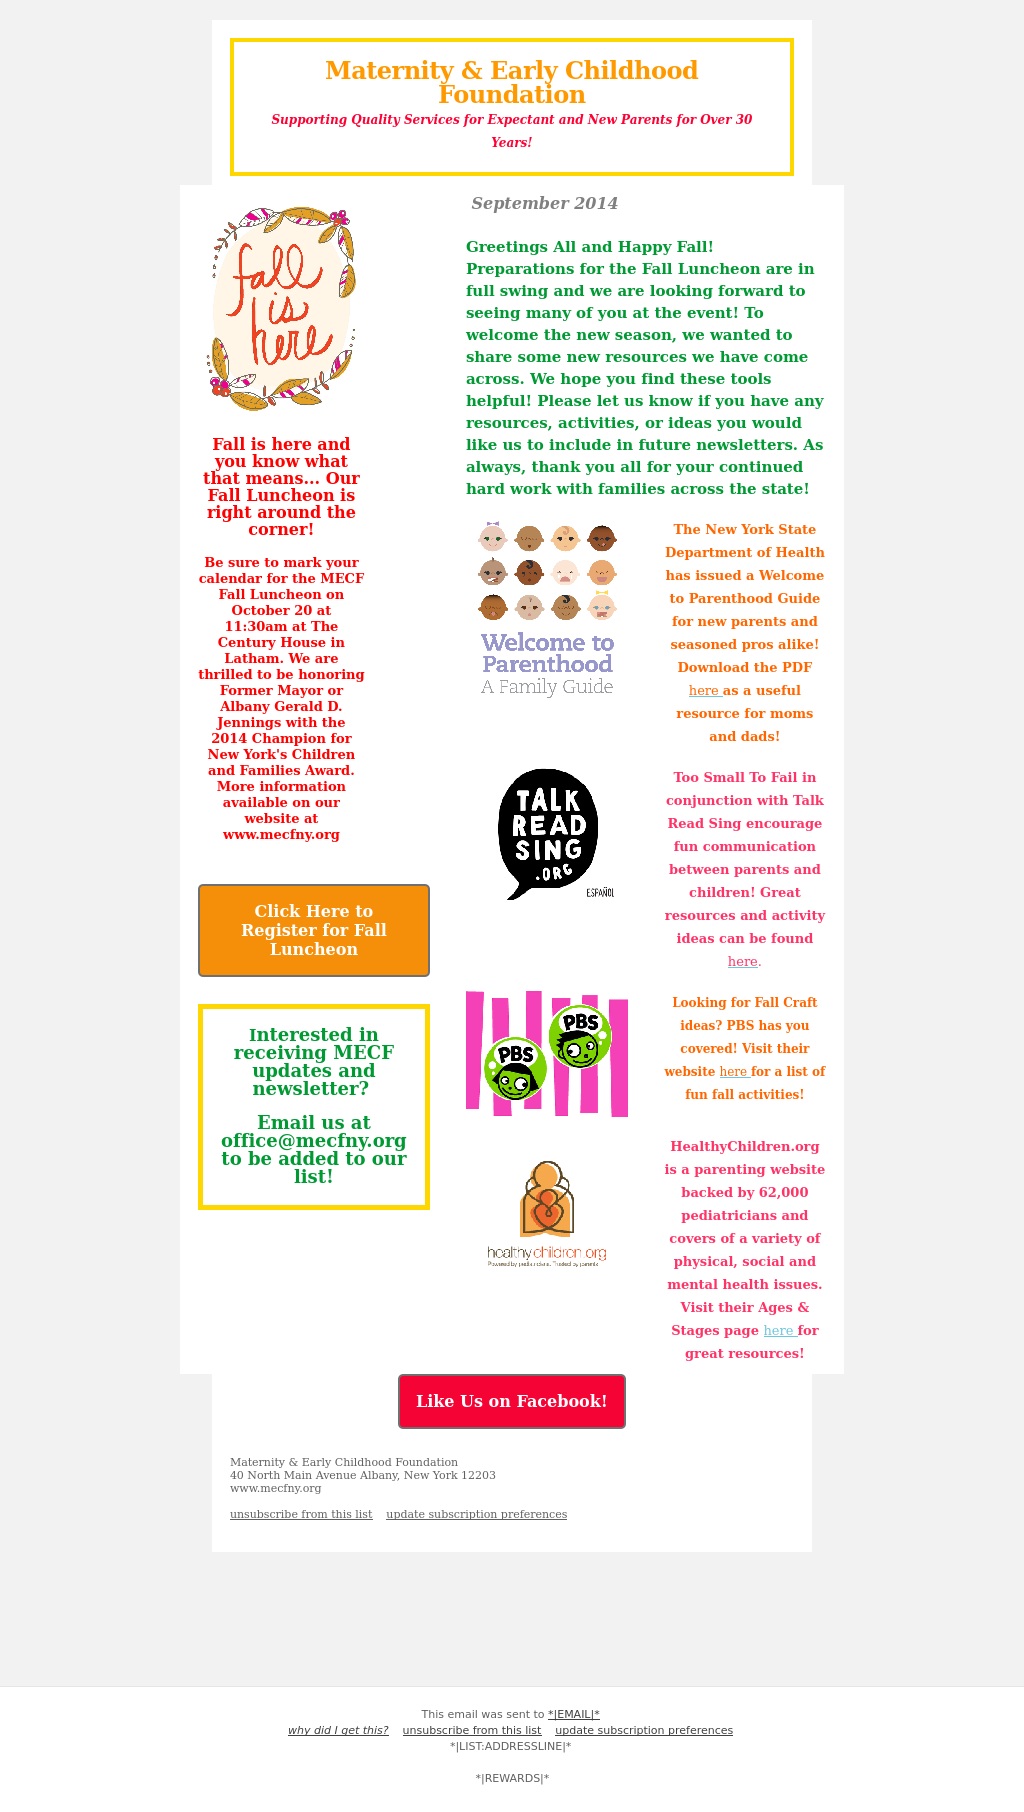 Maternity & Early Childhood
Foundation
Supporting Quality Services for Expectant and New Parents for Over 30
Years!
fall
is
here
Fall is here and
you know what
that means... Our
Fall Luncheon is
right around the
corner!
Be sure to mark your
calendar for the MECF
Fall Luncheon on
October 20 at
11:30am at The
Century House in
Latham. We are
thrilled to be honoring
Former Mayor or
Albany Gerald D.
Jennings with the
2014 Champion for
New York's Children
and Families Award.
More information
available on our
website at
www.mecfny.org
Click Here to
Register for Fall
Luncheon
Interested in
receiving MECF
updates and
newsletter?
Email us at
office@mecfny.org
to be added to our
list!
September 2014
Greetings All and Happy Fall!
Preparations for the Fall Luncheon are in
full swing and we are looking forward to
seeing many of you at the event! To
welcome the new season, we wanted to
share some new resources we have come
across. We hope you find these tools
helpful! Please let us know if you have any
resources, activities, or ideas you would
like us to include in future newsletters. As
always, thank you all for your continued
hard work with families across the state!
Welcome to
Parenthood
A Family Guide
The New York State
Department of Health
has issued a Welcome
to Parenthood Guide
for new parents and
seasoned pros alike!
Download the PDF
here as a useful
resource for moms
and dads!
TALK
READ
SING
.ORG
ESPAÑOL
Too Small To Fail in
conjunction with Talk
Read Sing encourage
fun communication
between parents and
children! Great
resources and activity
ideas can be found
here.
PBS
PBS
Looking for Fall Craft
ideas? PBS has you
covered! Visit their
website here for a list of
fun fall activities!
healthychildren.org
Powered by pediatricians. Trusted by parents.
HealthyChildren.org
is a parenting website
backed by 62,000
pediatricians and
covers of a variety of
physical, social and
mental health issues.
Visit their Ages &
Stages page here for
great resources!
Like Us on Facebook!
Maternity & Early Childhood Foundation
40 North Main Avenue Albany, New York 12203
www.mecfny.org
unsubscribe from this list update subscription preferences
This email was sent to *|EMAIL|*
why did I get this? unsubscribe from this list update subscription preferences
*|LIST:ADDRESSLINE|*
*|REWARDS|*